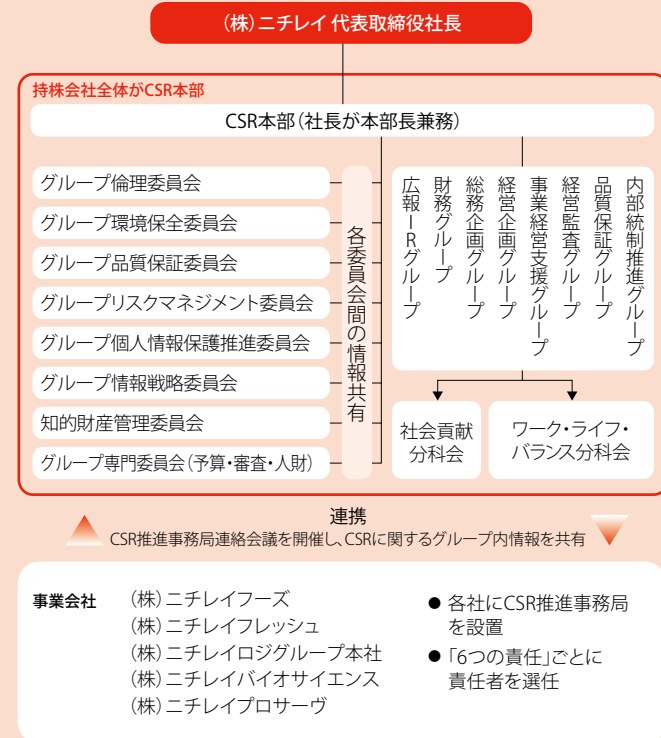 (株)ニチレイ 代表取締役社長
持株会社全体がCSR本部
CSR本部(社長が本部長兼務)
グループ倫理委員会
グループ環境保全委員会
グループ品質保証委員会
グループリスクマネジメント委員会
グループ個人情報保護推進委員会
グループ情報戦略委員会
知的財産管理委員会
グループ専門委員会(予算・審査・人財)
各委員会間の情報共有
広報IRグループ
財務グループ
総務企画グループ
経営企画グループ
事業経営支援グループ
経営監査グループ
品質保証グループ
内部統制推進グループ
社会貢献
分科会
ワーク・ライフ・
バランス分科会
連携
CSR推進事務局連絡会議を開催し、CSRに関するグループ内情報を共有
事業会社
(株)ニチレイフーズ
(株)ニチレイフレッシュ
(株)ニチレイロジグループ本社
(株)ニチレイバイオサイエンス
(株)ニチレイプロサーヴ
● 各社にCSR推進事務局
を設置
● 「6つの責任」ごとに
責任者を選任